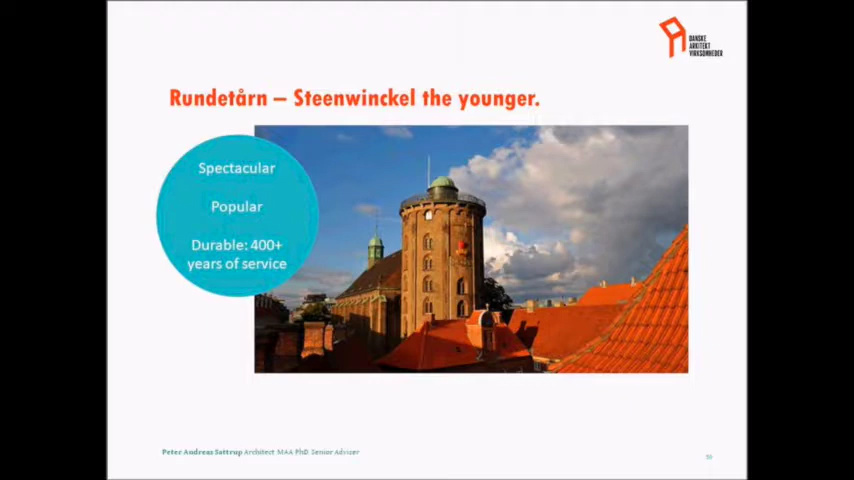 DANSKE
ARKITEKT
VIRKSOMHEDER
Rundetårn – Steenwinckel the younger.
Spectacular
Popular
Durable: 400+
years of service
Peter Andreas Sattrup Architect MAA PhD Senior Adviser